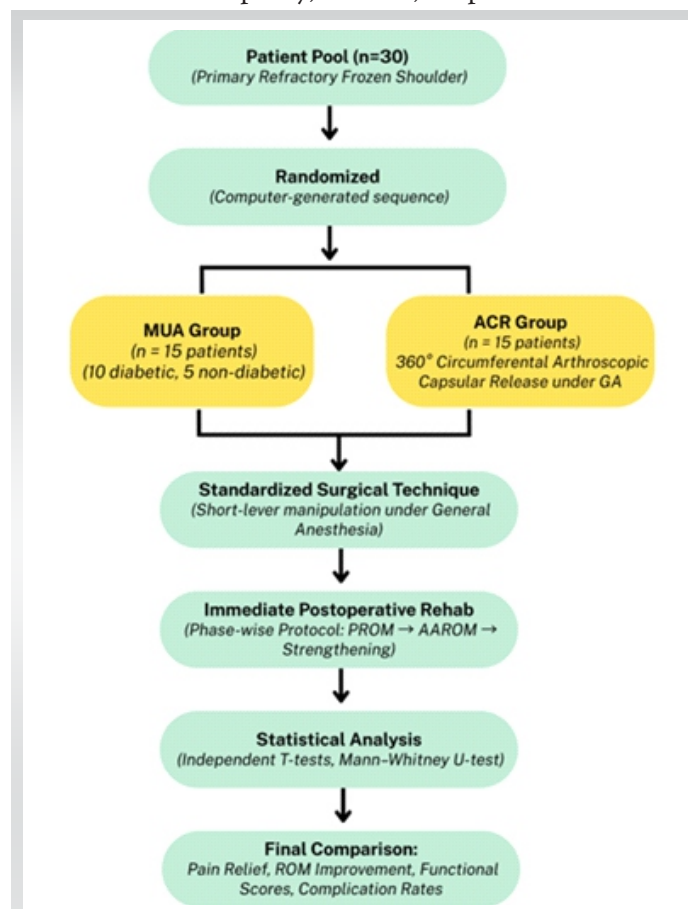 Patient Pool (n=30)
(Primary Refractory Frozen Shoulder)
Randomized
(Computer-generated sequence)
MUA Group
(n = 15 patients)
(10 diabetic, 5 non-diabetic)
ACR Group
(n = 15 patients)
360° Circumferential Arthroscopic
Capsular Release under GA
Standardized Surgical Technique
(Short-lever manipulation under General
Anesthesia)
Immediate Postoperative Rehab
(Phase-wise Protocol: PROM → AAROM →
Strengthening)
Statistical Analysis
(Independent T-tests, Mann–Whitney U-test)
Final Comparison:
Pain Relief, ROM Improvement, Functional
Scores, Complication Rates